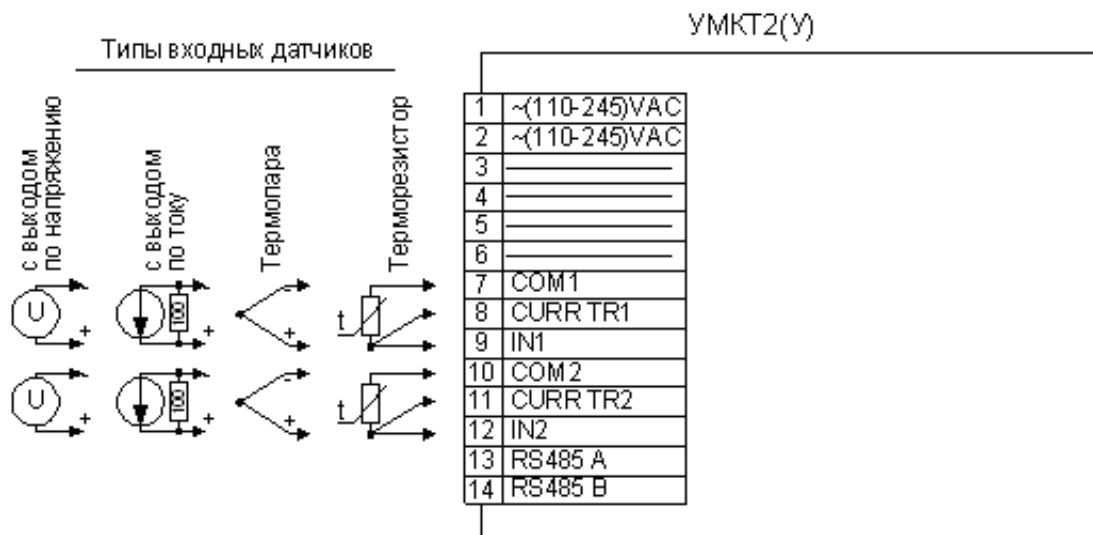 УМКТ2(У)
Типы входных датчиков
с выходом
по напряжению
с выходом
по току
Термопара
Терморезистор
1 ~(110-245)VAC
2 ~(110-245)VAC
3
4
5
6
7 COM1
8 CURR TR1
9 IN1
10 COM2
11 CURR TR2
12 IN2
13 RS485 A
14 RS485 B
U - +
100 - +
- +
t
U - +
100 - +
- +
t